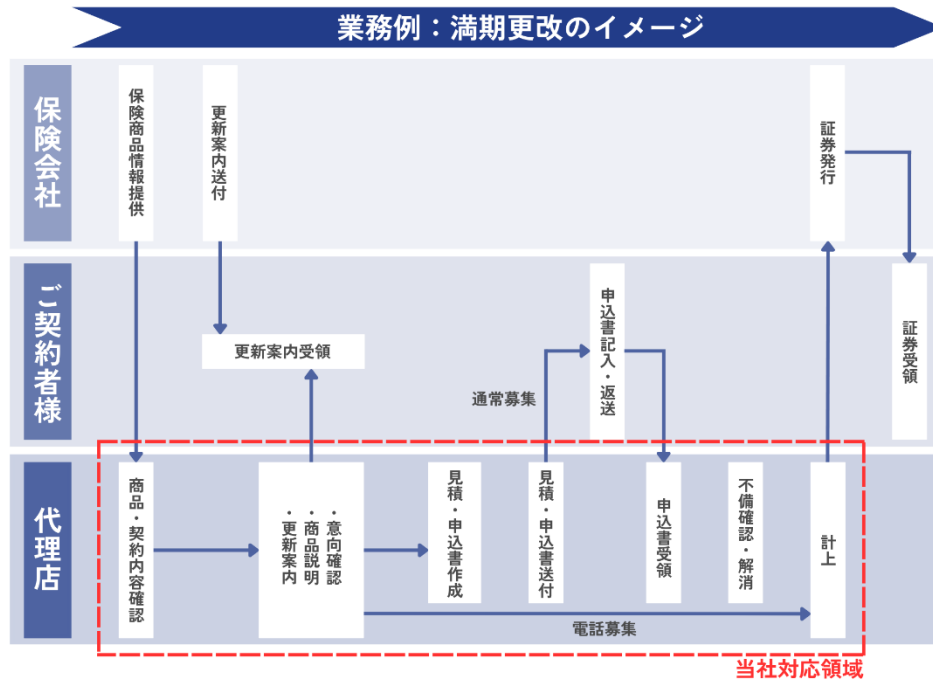 業務例：満期更改のイメージ
保険会社
保険商品情報提供
更新案内送付
証券発行
ご契約者様
更新案内受領
通常募集
申込書記入・返送
証券受領
代理店
商品・契約内容確認
・意向確認
・商品説明
・更新案内
見積・申込書作成
見積・申込書送付
申込書受領
不備確認・解消
計上
電話募集
当社対応領域